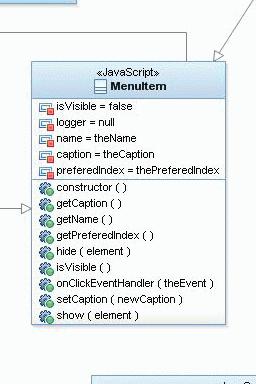 «JavaScript»
MenuItem
isVisible = false
logger = null
name = theName
caption = theCaption
preferedIndex = thePreferedIndex
constructor ( )
getCaption ( )
getName ( )
getPreferedIndex ( )
hide ( element )
isVisible ( )
onClickEventHandler ( theEvent )
setCaption ( newCaption )
show ( element )